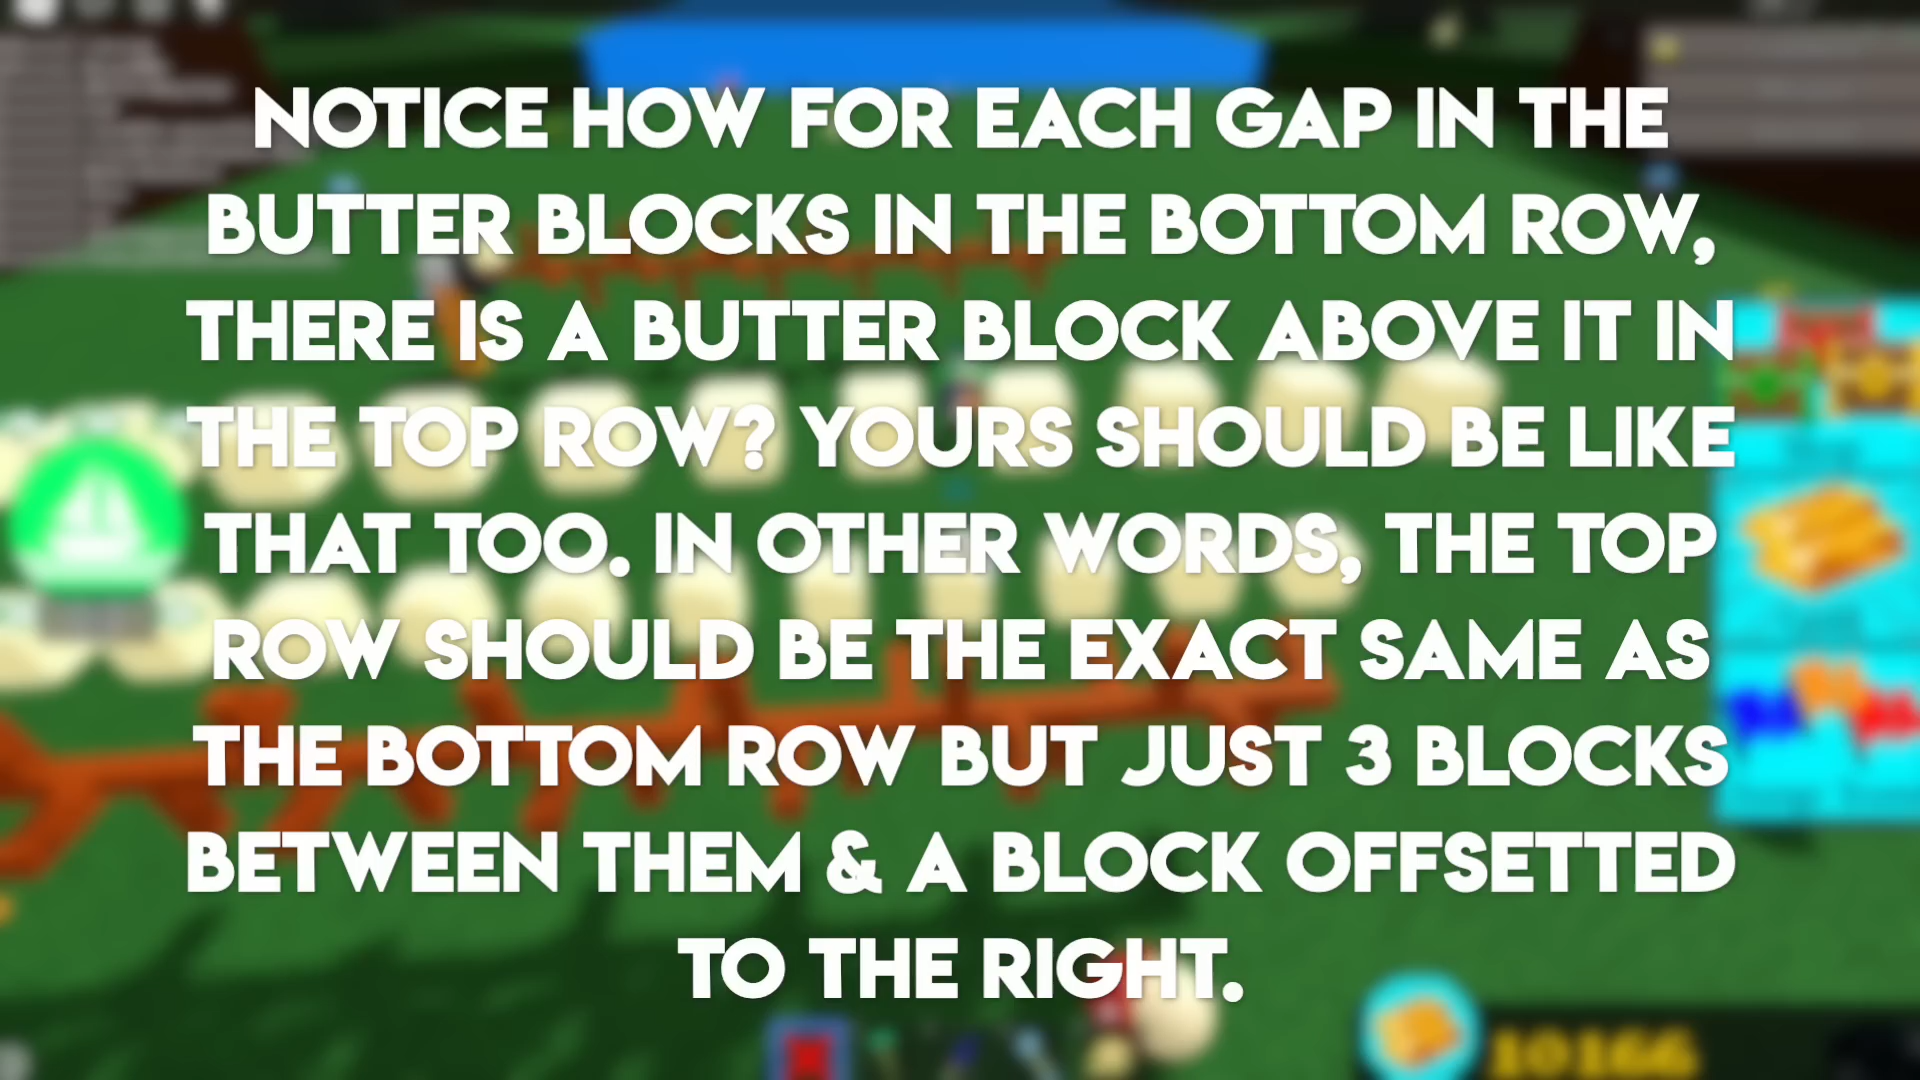 NOTICE HOW FOR EACH GAP IN THE
BUTTER BLOCKS IN THE BOTTOM ROW,
THERE IS A BUTTER BLOCK ABOVE IT IN
THE TOP ROW? YOURS SHOULD BE LIKE
THAT TOO. IN OTHER WORDS, THE TOP
ROW SHOULD BE THE EXACT SAME AS
THE BOTTOM ROW BUT JUST 3 BLOCKS
BETWEEN THEM & A BLOCK OFFSETTED
TO THE RIGHT.
10166